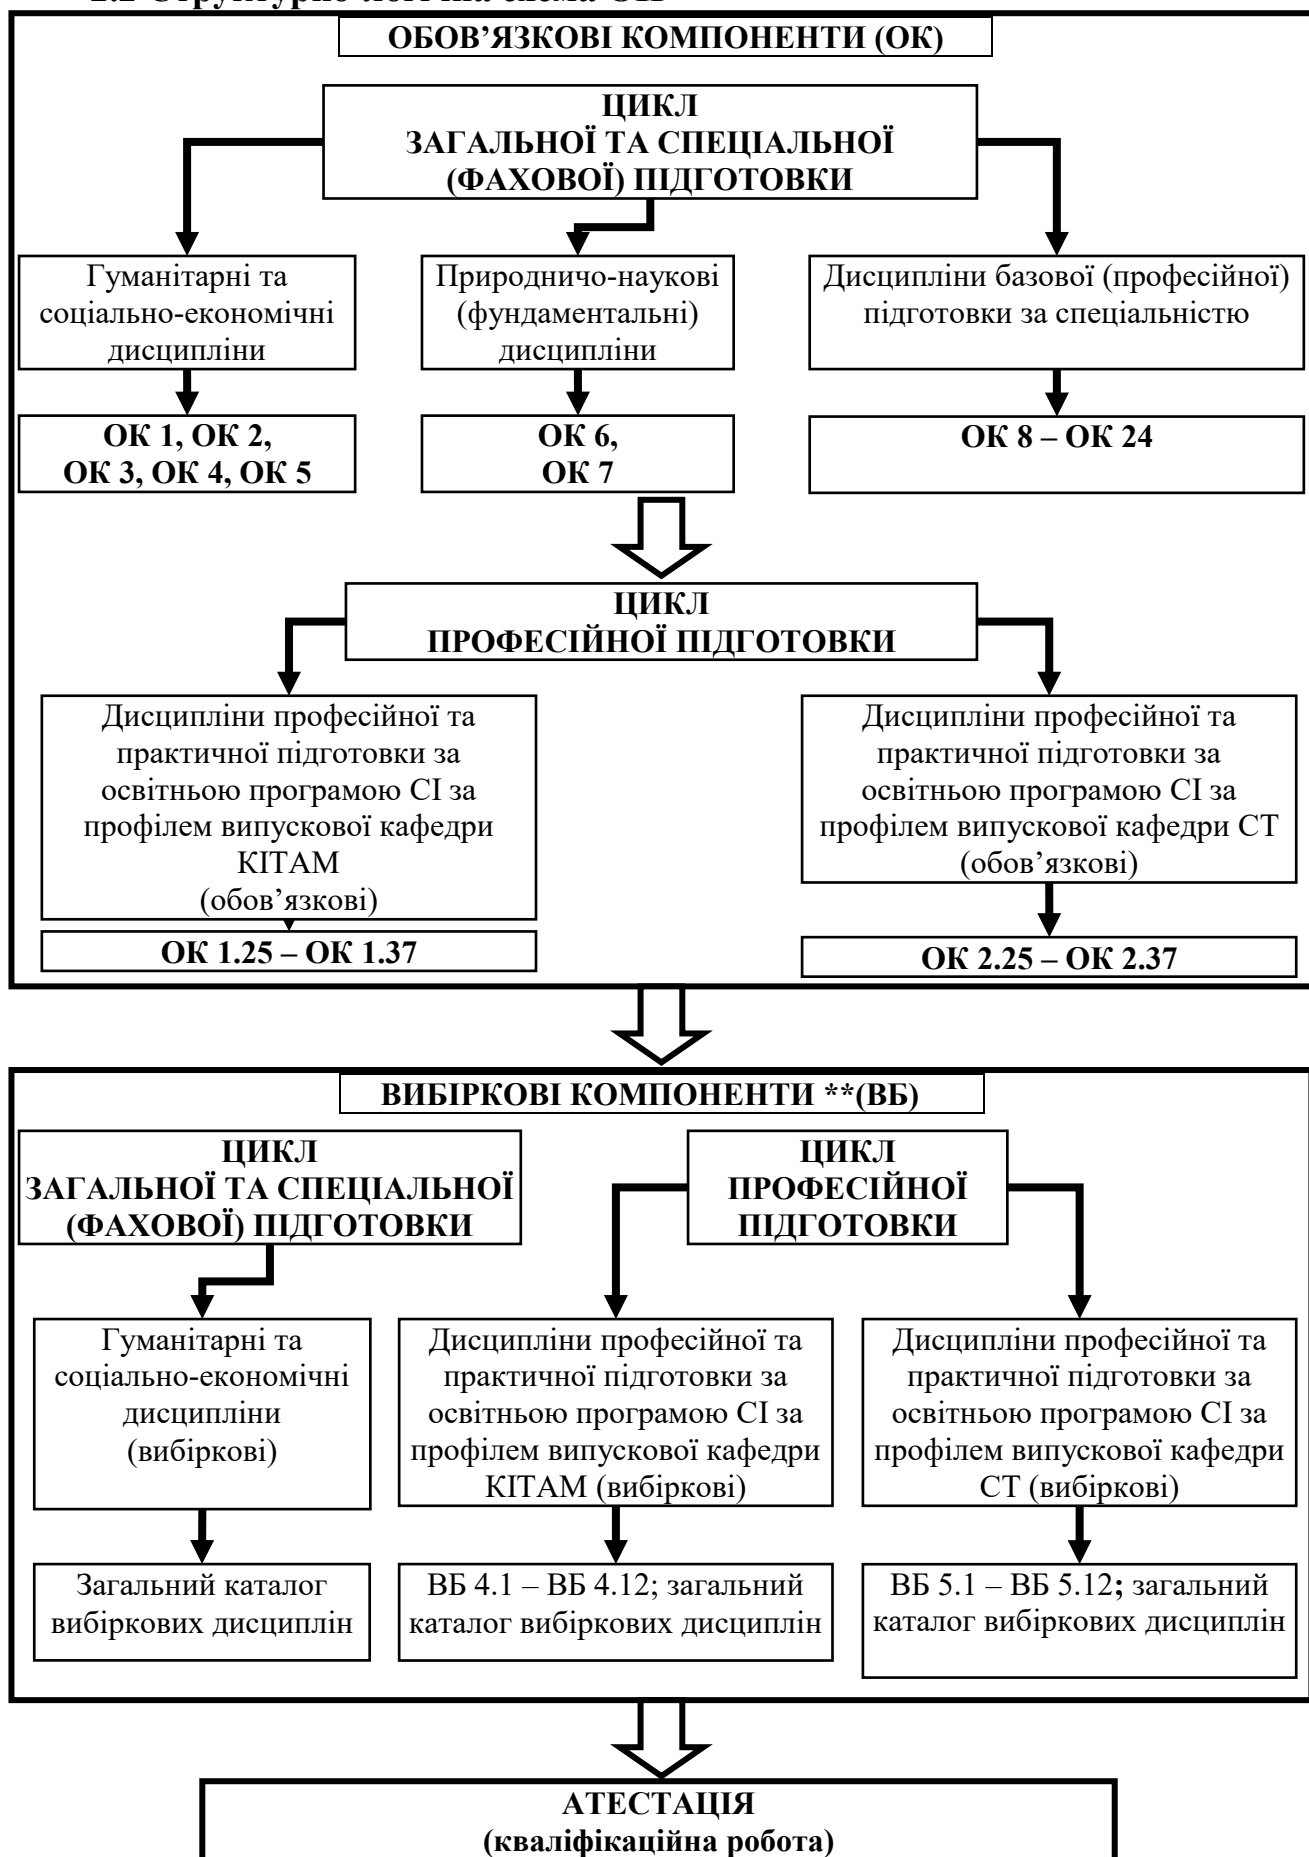 ОБОВ’ЯЗКОВІ КОМПОНЕНТИ (ОК)
ЦИКЛ
ЗАГАЛЬНОЇ ТА СПЕЦІАЛЬНОЇ
(ФАХОВОЇ) ПІДГОТОВКИ
Гуманітарні та
соціально-економічні
дисципліни
Природничо-наукові
(фундаментальні)
дисципліни
Дисципліни базової (професійної)
підготовки за спеціальністю
ОК 1, ОК 2,
ОК 3, ОК 4, ОК 5
ОК 6,
ОК 7
ОК 8 – ОК 24
ЦИКЛ
ПРОФЕСІЙНОЇ ПІДГОТОВКИ
Дисципліни професійної та
практичної підготовки за
освітньою програмою СІ за
профілем випускової кафедри
КІТАМ
(обов’язкові)
Дисципліни професійної та
практичної підготовки за
освітньою програмою СІ за
профілем випускової кафедри СТ
(обов’язкові)
ОК 1.25 – ОК 1.37
ОК 2.25 – ОК 2.37
ВИБІРКОВІ КОМПОНЕНТИ **(ВБ)
ЦИКЛ
ЗАГАЛЬНОЇ ТА СПЕЦІАЛЬНОЇ
(ФАХОВОЇ) ПІДГОТОВКИ
ЦИКЛ
ПРОФЕСІЙНОЇ
ПІДГОТОВКИ
Гуманітарні та
соціально-економічні
дисципліни
(вибіркові)
Дисципліни професійної та
практичної підготовки за
освітньою програмою СІ за
профілем випускової кафедри
КІТАМ (вибіркові)
Дисципліни професійної та
практичної підготовки за
освітньою програмою СІ за
профілем випускової кафедри
СТ (вибіркові)
Загальний каталог
вибіркових дисциплін
ВБ 4.1 – ВБ 4.12; загальний
каталог вибіркових дисциплін
ВБ 5.1 – ВБ 5.12; загальний
каталог вибіркових дисциплін
АТЕСТАЦІЯ
(кваліфікаційна робота)